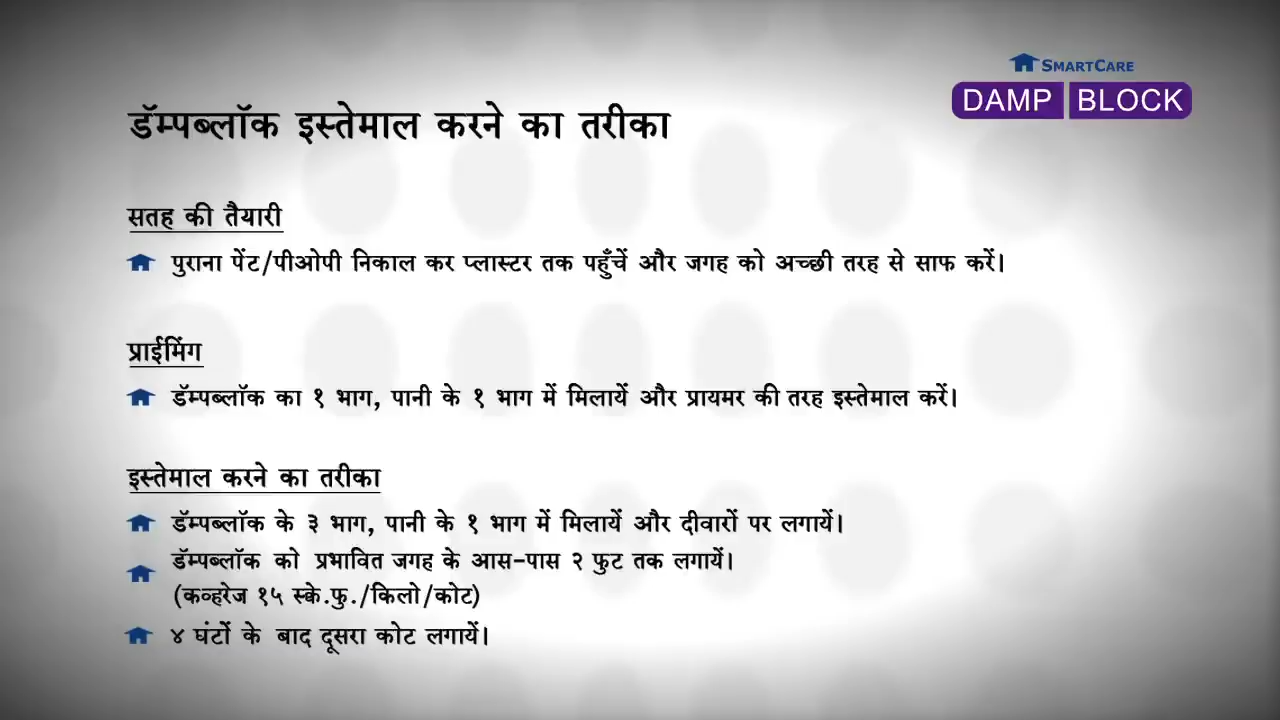 SMARTCARE
DAMP BLOCK
डॅम्पब्लॉक इस्तेमाल करने का तरीका
सतह की तैयारी
पुराना पेंट/पीओपी निकाल कर प्लास्टर तक पहुँचें और जगह को अच्छी तरह से साफ करें।
प्राईमिंग
डॅम्पब्लॉक का १ भाग, पानी के १ भाग में मिलायें और प्रायमर की तरह इस्तेमाल करें।
इस्तेमाल करने का तरीका
डॅम्पब्लॉक के ३ भाग, पानी के १ भाग में मिलायें और दीवारों पर लगायें।
डॅम्पब्लॉक को प्रभावित जगह के आस-पास २ फुट तक लगायें।
(कव्हरेज १५ स्के.फु./किलो/कोट)
४ घंटों के बाद दूसरा कोट लगायें।